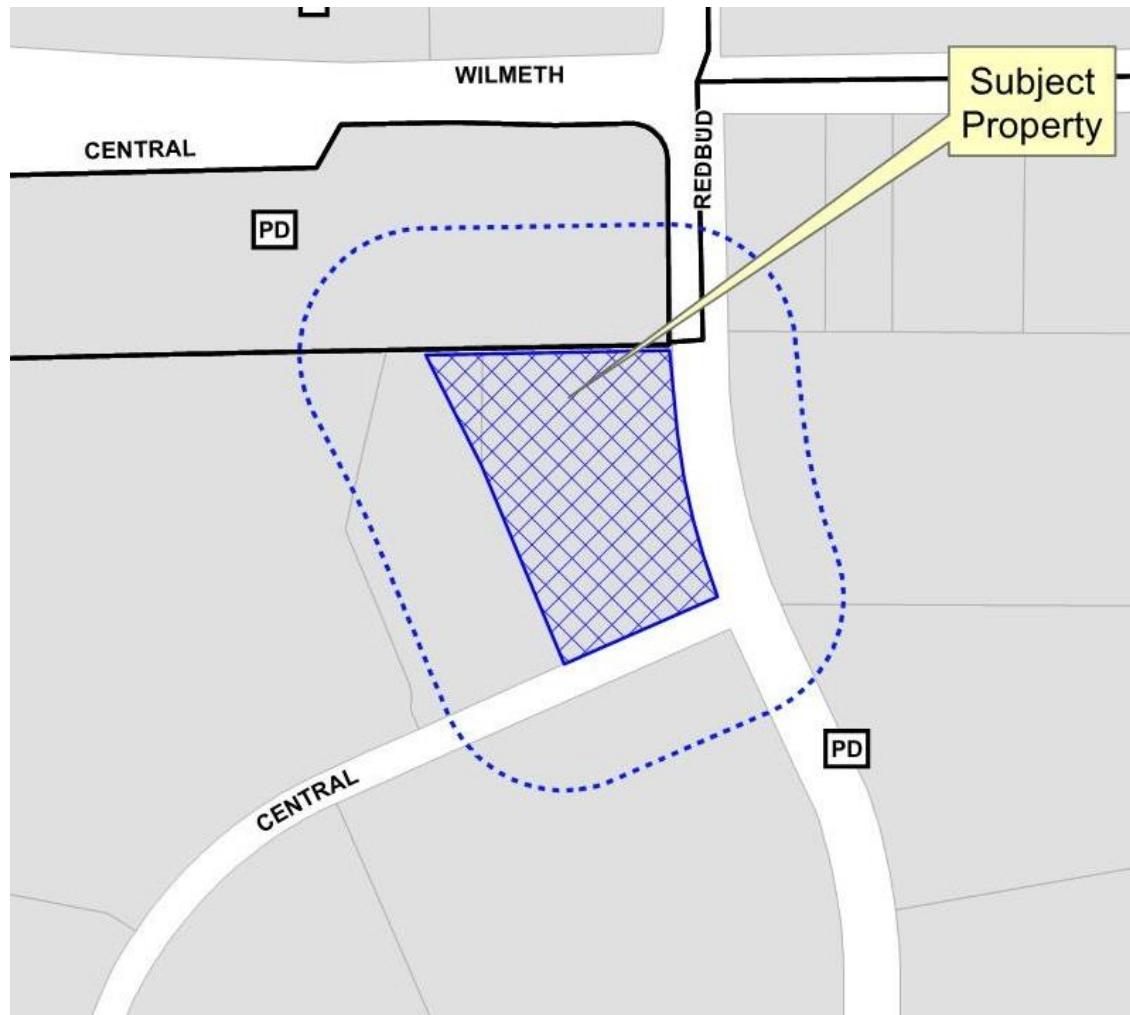 WILMETH
Subject
Property
CENTRAL
REDBUD
PD
PD
CENTRAL